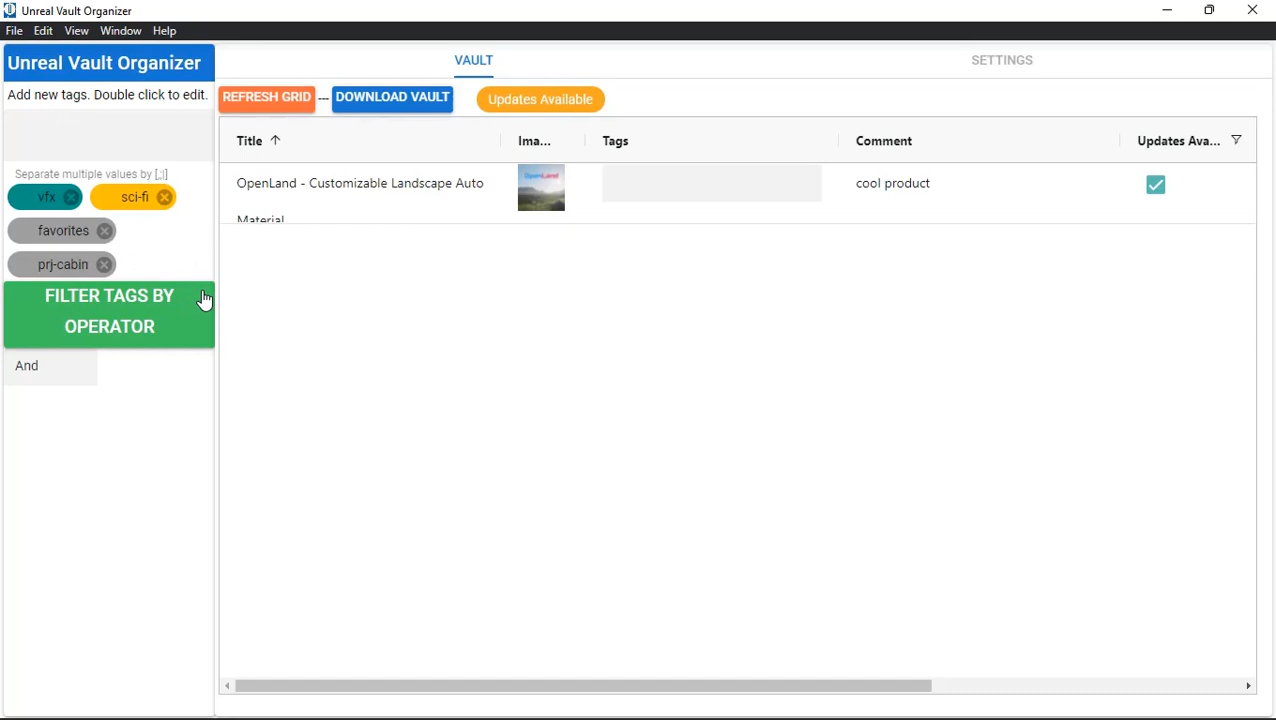 Unreal Vault Organizer
File Edit View Window Help
Unreal Vault Organizer
Add new tags. Double click to edit.
Separate multiple values by [,;|]
vfx
sci-fi
favorites
prj-cabin
FILTER TAGS BY
OPERATOR
And
VAULT
SETTINGS
REFRESH GRID --- DOWNLOAD VAULT
Updates Available
Title Ima... Tags Comment Updates Ava...
OpenLand - Customizable Landscape Auto
Material
OpenLand
cool product